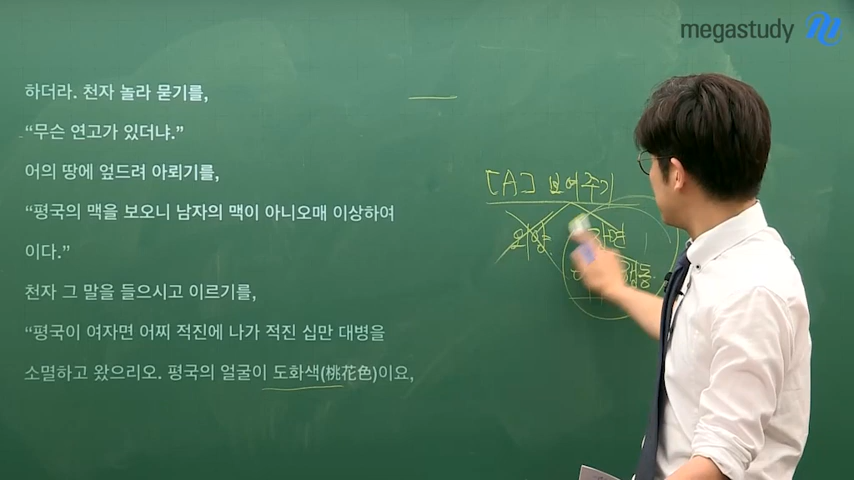 megastudy
하더라. 천자 놀라 묻기를,
“무슨 연고가 있더냐.”
어의 땅에 엎드려 아뢰기를,
“평국의 맥을 보오니 남자의 맥이 아니오매 이상하여
이다.”
천자 그 말을 들으시고 이르기를,
“평국이 여자면 어찌 적진에 나가 적진 십만 대병을
소멸하고 왔으리오. 평국의 얼굴이 도화색(桃花色)이요,
[A] 보여주기
외양
행동